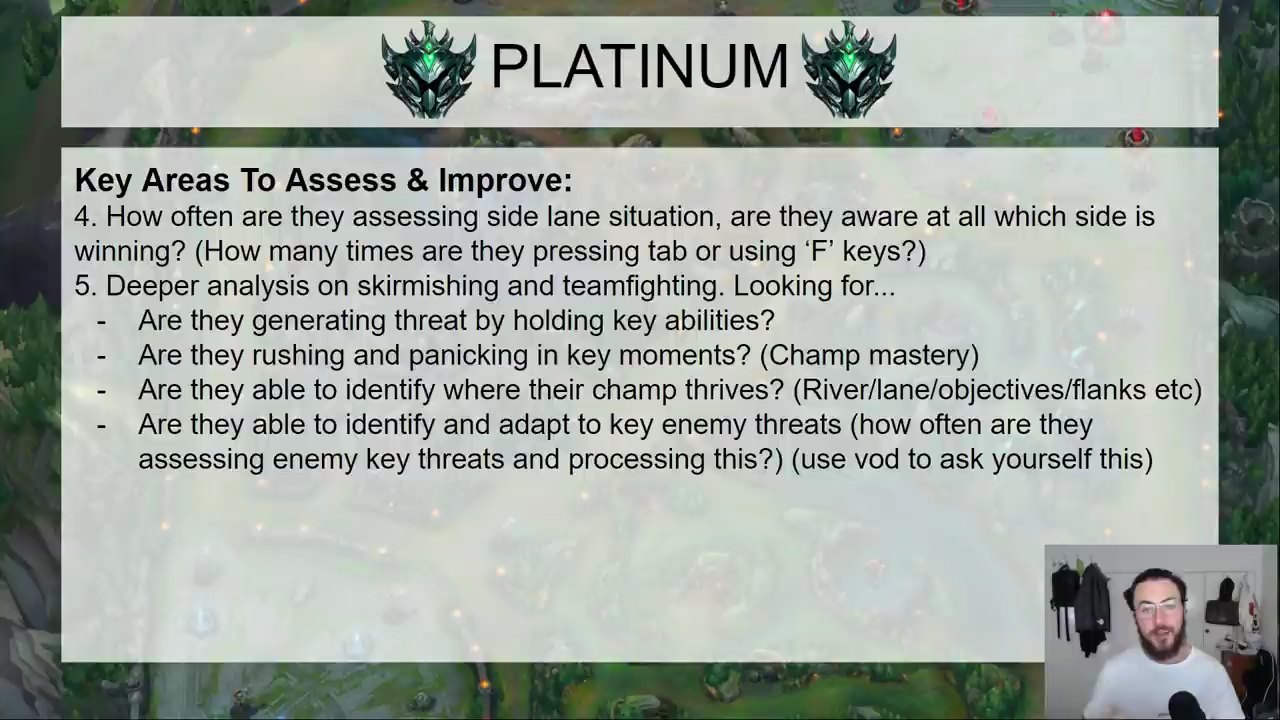 PLATINUM
Key Areas To Assess & Improve:
4. How often are they assessing side lane situation, are they aware at all which side is
winning? (How many times are they pressing tab or using ‘F’ keys?)
5. Deeper analysis on skirmishing and teamfighting. Looking for...
- Are they generating threat by holding key abilities?
- Are they rushing and panicking in key moments? (Champ mastery)
- Are they able to identify where their champ thrives? (River/lane/objectives/flanks etc)
- Are they able to identify and adapt to key enemy threats (how often are they
assessing enemy key threats and processing this?) (use vod to ask yourself this)